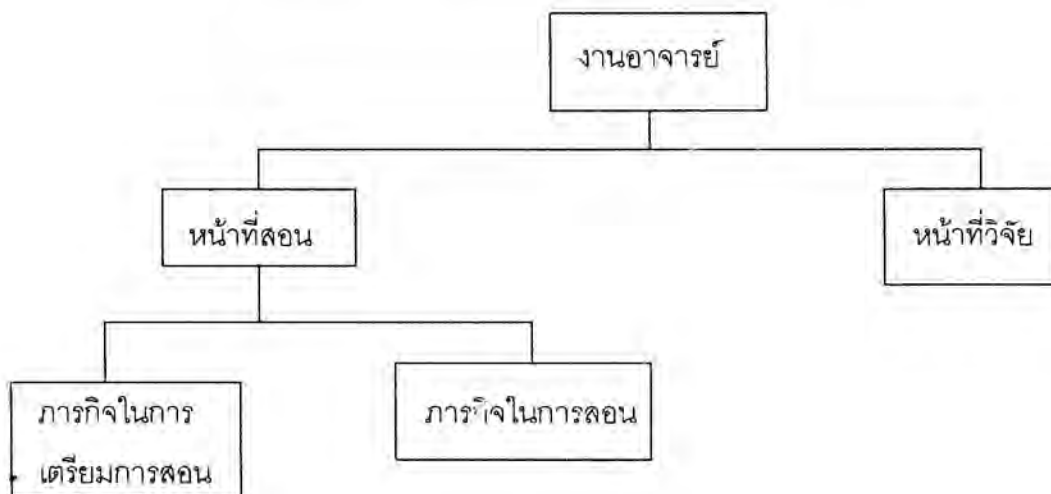 งานอาจารย์
หน้าที่สอน
หน้าที่วิจัย
ภารกิจในการ
เตรียมการสอน
ภารกิจในการสอน